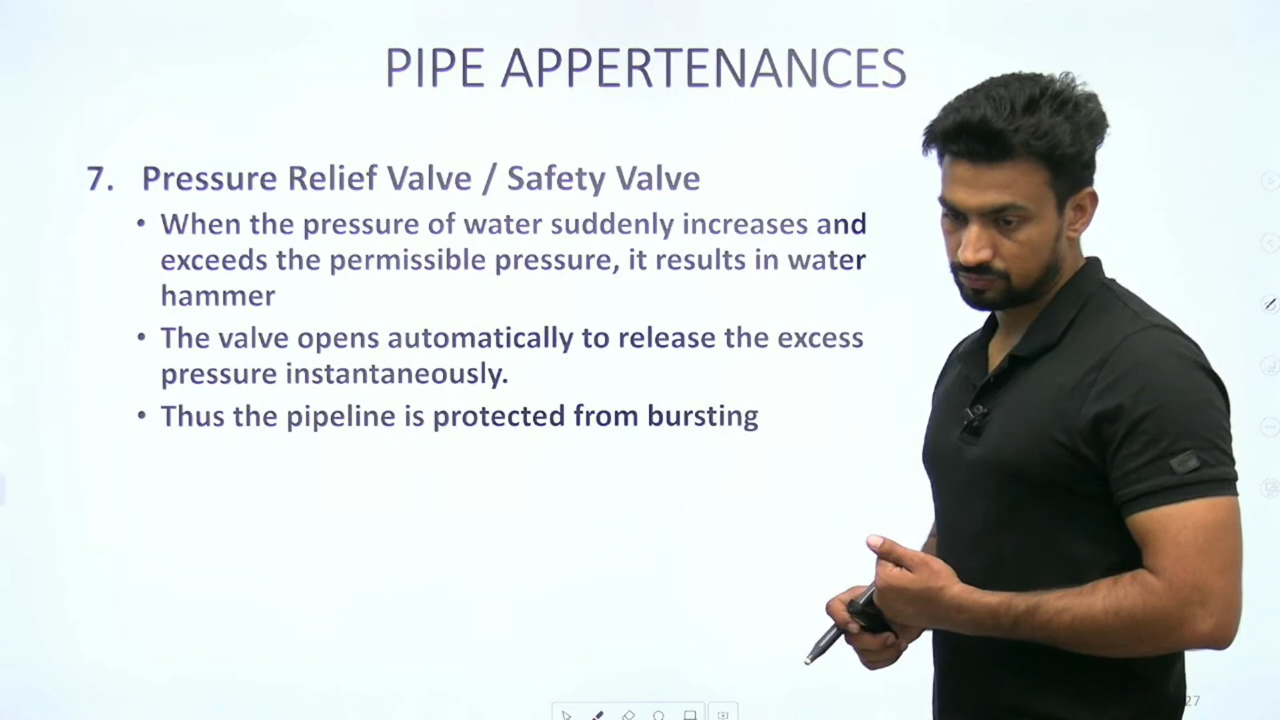 PIPE APPERTENANCES
7. Pressure Relief Valve / Safety Valve
• When the pressure of water suddenly increases and
exceeds the permissible pressure, it results in water
hammer
• The valve opens automatically to release the excess
pressure instantaneously.
• Thus the pipeline is protected from bursting
27